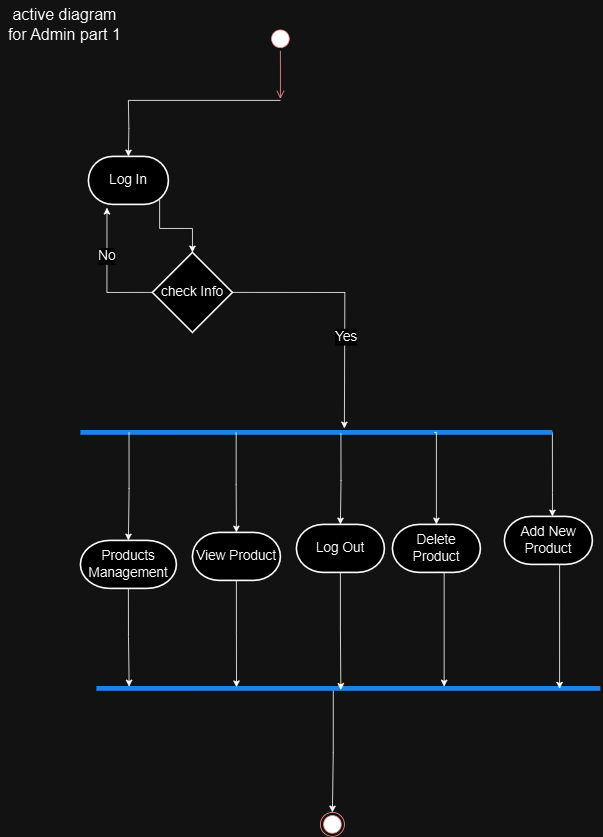 active diagram
for Admin part 1
Log In
No
check Info
Yes
Products
Management
View Product
Log Out
Delete
Product
Add New
Product